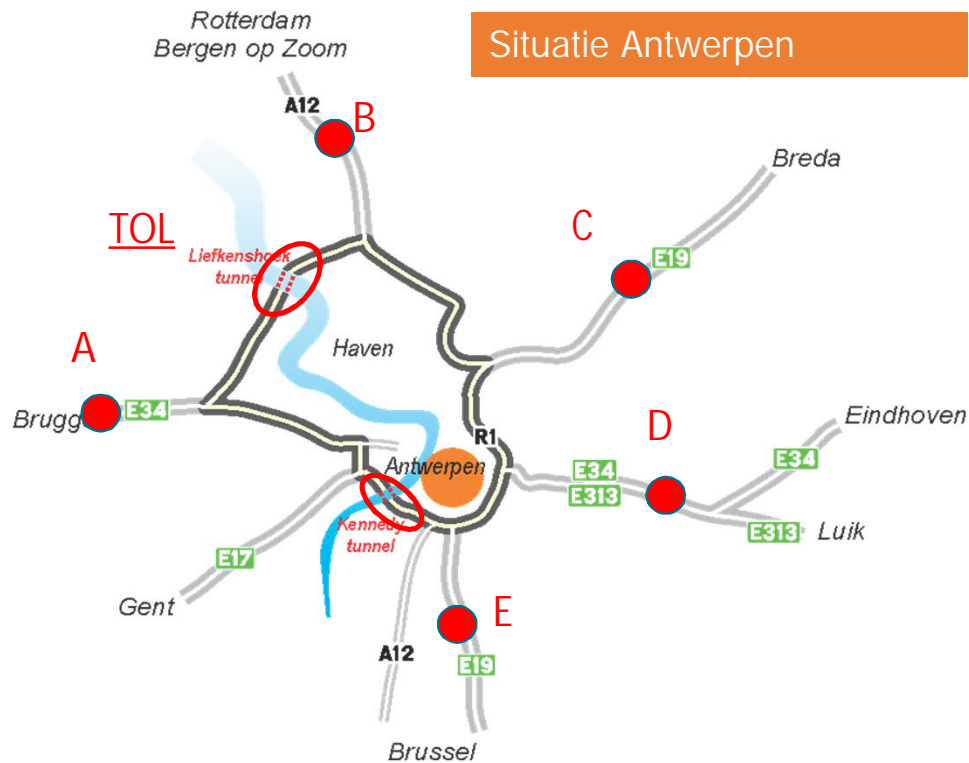 Rotterdam
Bergen op Zoom
Situatie Antwerpen
A12
B
Breda
TOL
C
Liefkenshoek
tunnel
E19
A
Haven
Brugg
E34
Eindhoven
D
R1
Antwerpen
E34
E34
E313
Kennedy
tunnel
E313
Luik
E17
Gent
E
A12
E19
Brussel